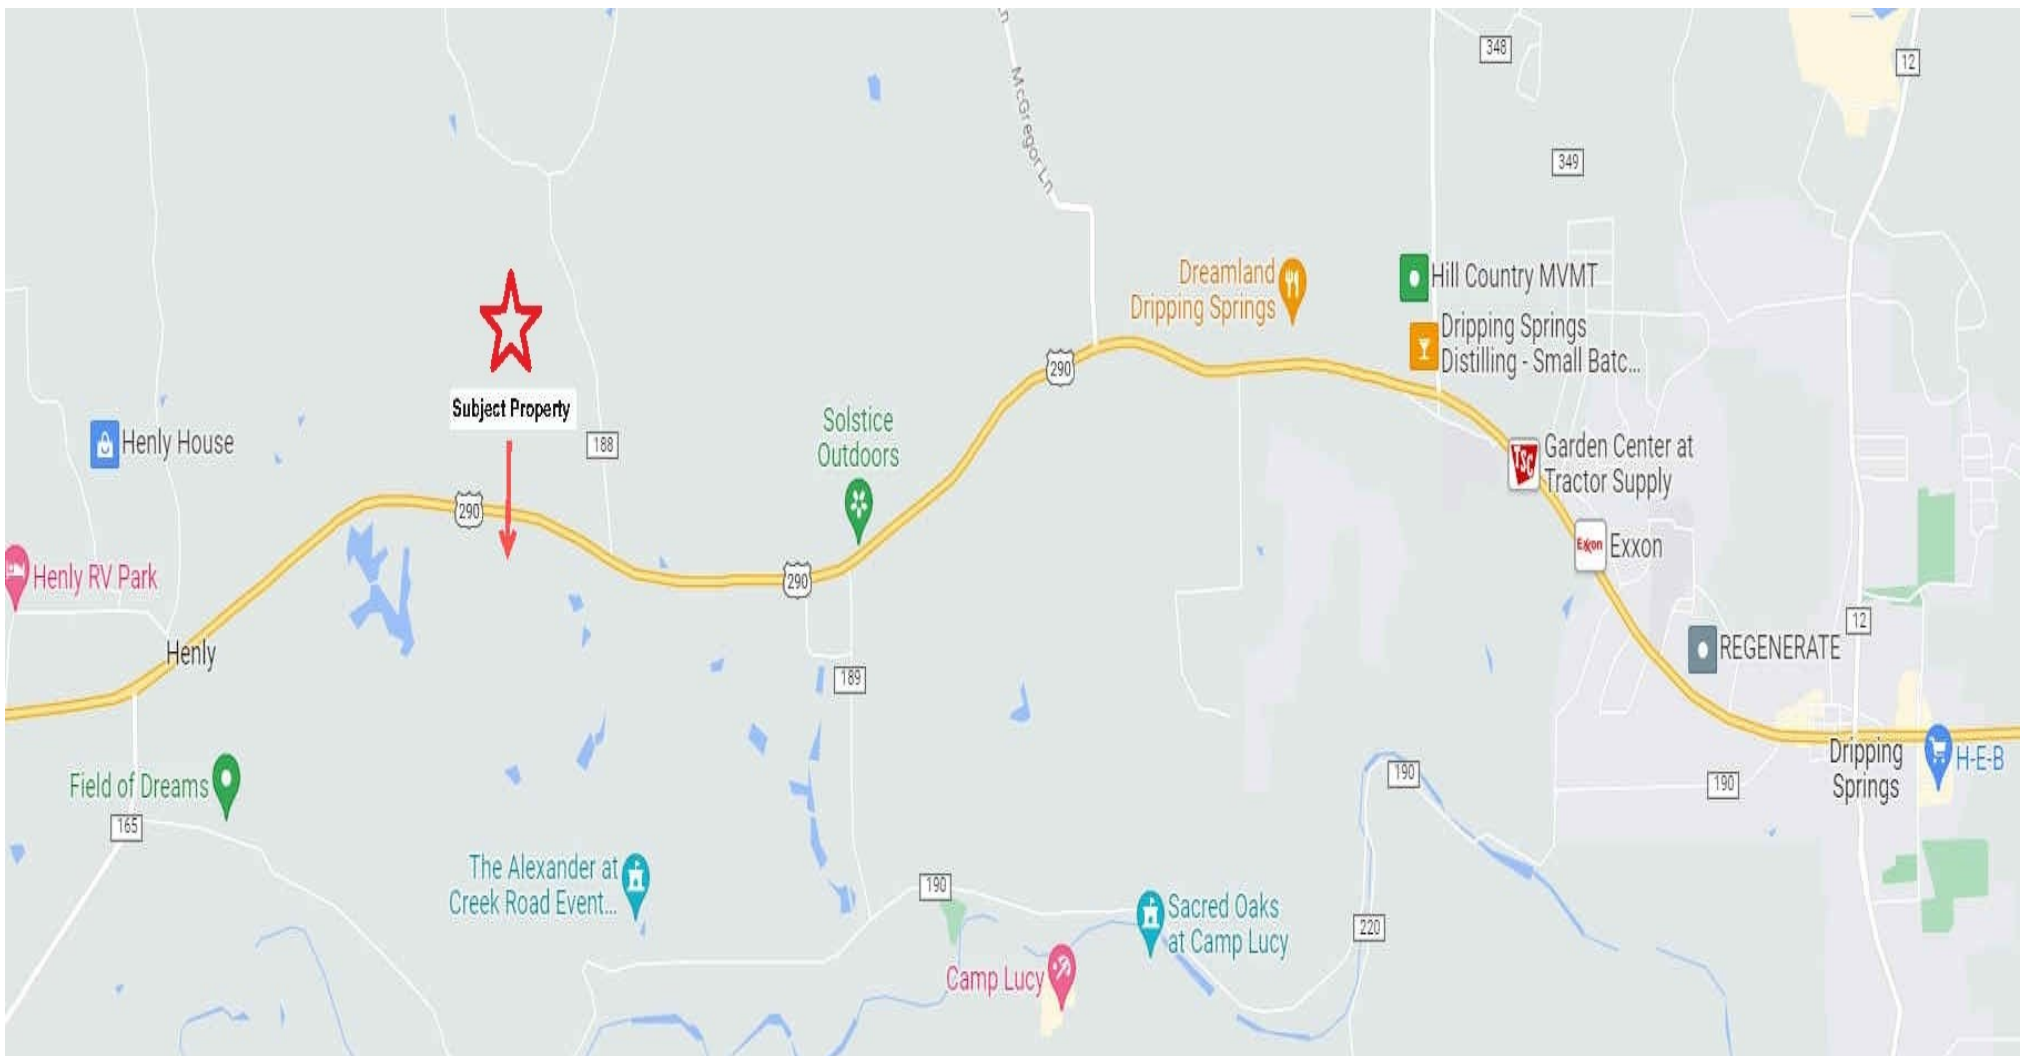 348
12
McGregor Ln
349
Dreamland
Dripping Springs
Hill Country MVMT
Dripping Springs
Distilling - Small Batc...
290
Subject Property
Henly House
188
Solstice
Outdoors
TSC
Garden Center at
Tractor Supply
290
Exxon
Exxon
Henly RV Park
290
12
Henly
REGENERATE
189
Dripping
Springs
H-E-B
Field of Dreams
190
190
165
The Alexander at
Creek Road Event...
190
Sacred Oaks
at Camp Lucy
220
Camp Lucy